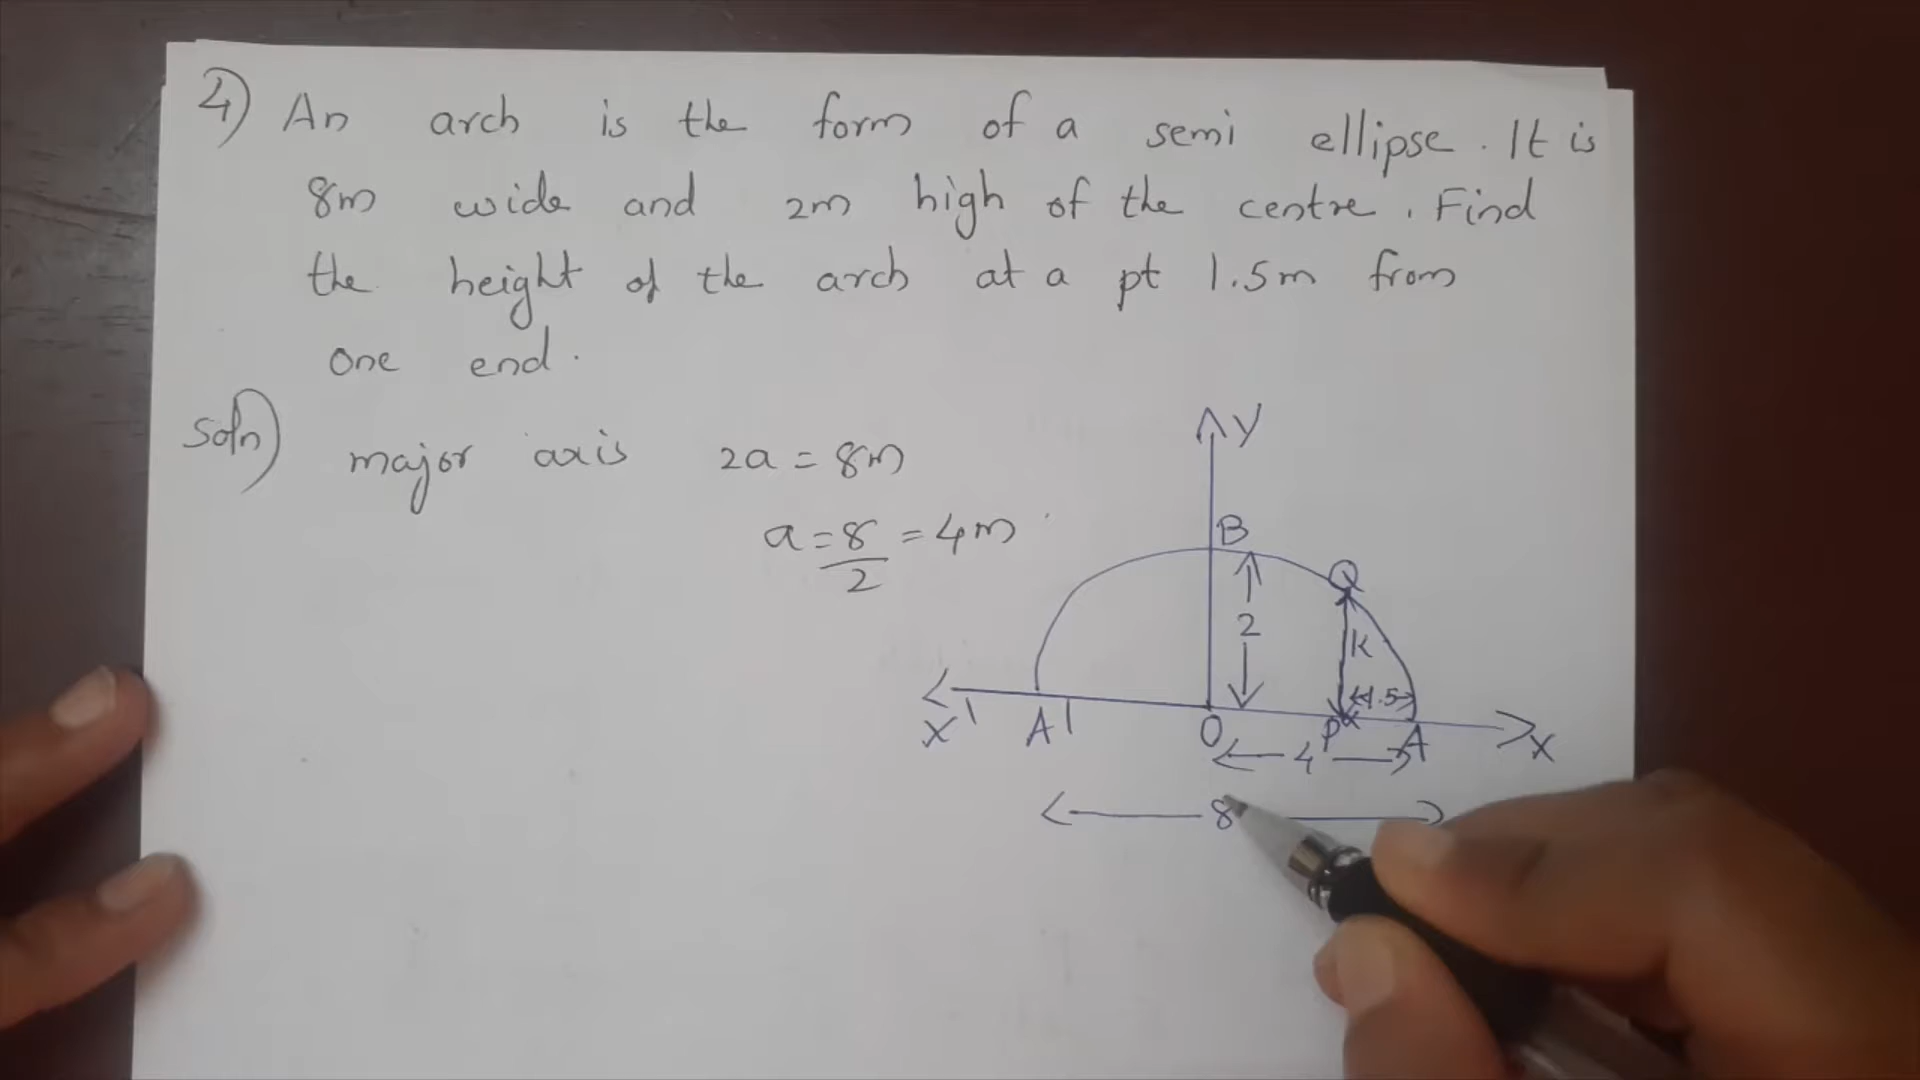 4) An arch is the form of a semi ellipse. It is
8m wide and 2m high of the centre. Find
the height of the arch at a pt 1.5m from
one end.
Soln) major axis 2a = 8m
a = 8/2 = 4m
Y
B
Q
2
K
1.5
X' A' O P A X
4
8